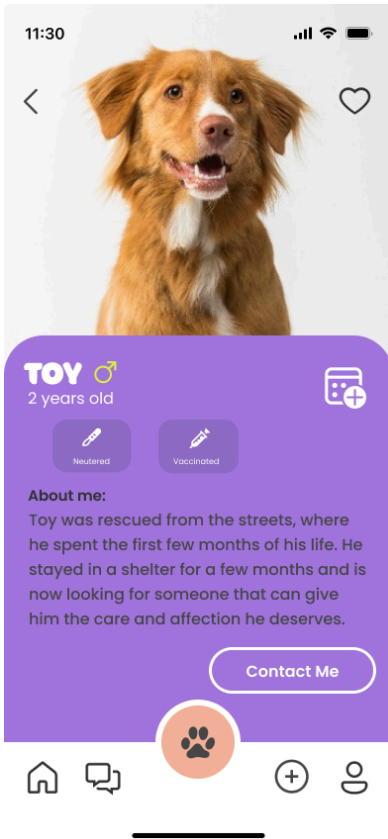 11:30
TOY
2 years old
Neutered
Vaccinated
About me:
Toy was rescued from the streets, where
he spent the first few months of his life. He
stayed in a shelter for a few months and is
now looking for someone that can give
him the care and affection he deserves.
Contact Me